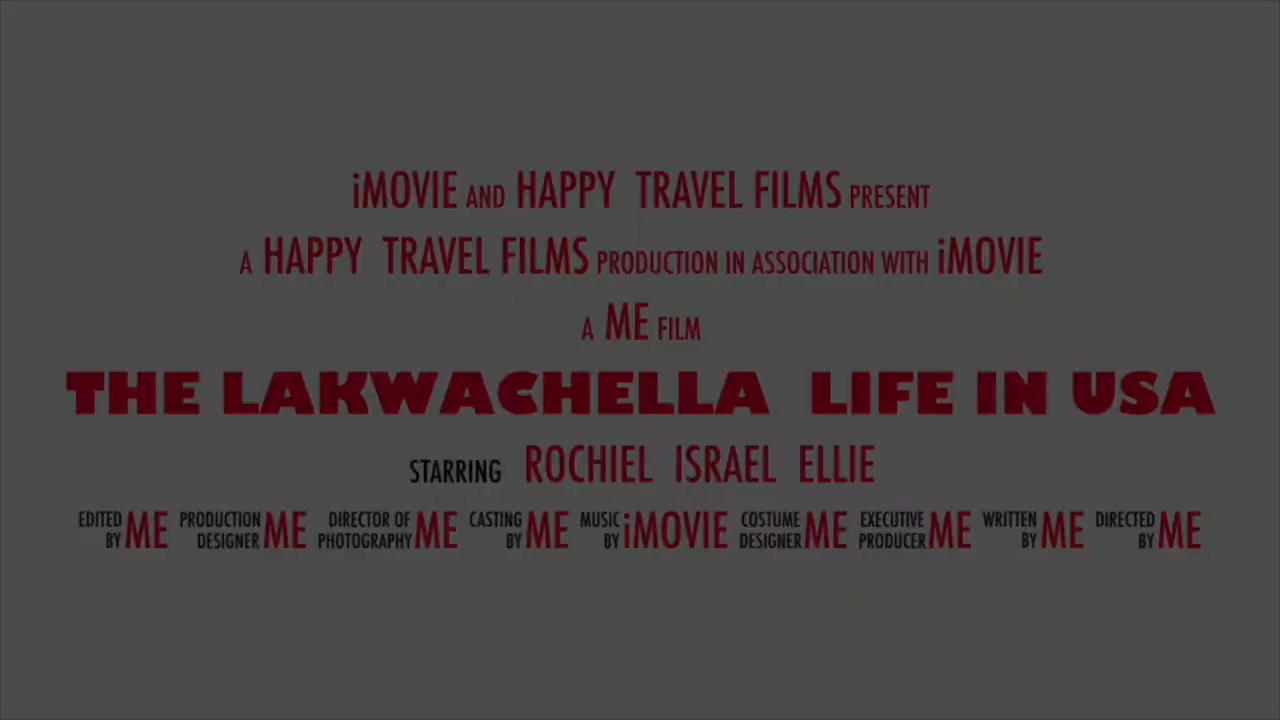 iMOVIE AND HAPPY TRAVEL FILMS PRESENT
A HAPPY TRAVEL FILMS PRODUCTION IN ASSOCIATION WITH iMOVIE
A ME FILM
THE LAKWACHELLA LIFE IN USA
STARRING ROCHIEL ISRAEL ELLIE
EDITED BY ME PRODUCTION DESIGNER ME DIRECTOR OF PHOTOGRAPHY ME CASTING BY ME MUSIC BY iMOVIE COSTUME DESIGNER ME EXECUTIVE PRODUCER ME WRITTEN BY ME DIRECTED BY ME